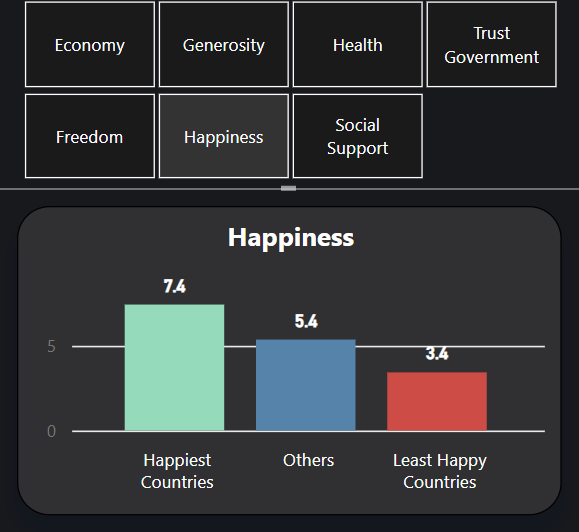 Economy
Generosity
Health
Trust
Government
Freedom
Happiness
Social
Support
Happiness
7.4
5.4
3.4
5
0
Happiest
Countries
Others
Least Happy
Countries